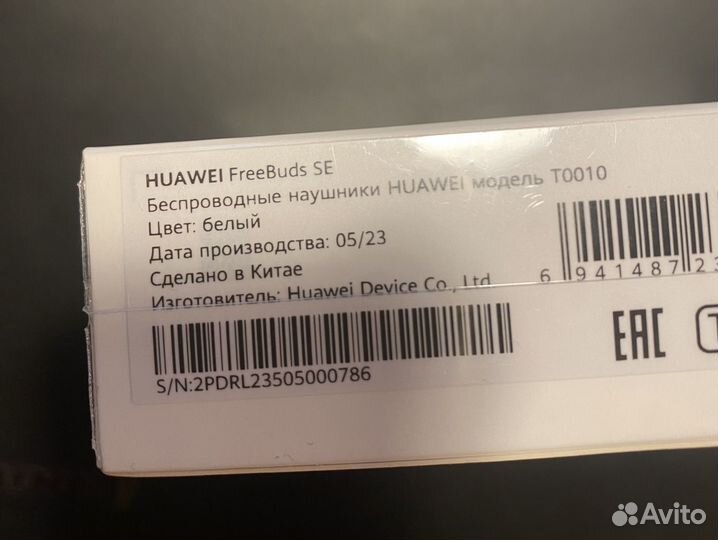 HUAWEI FreeBuds SE
Беспроводные наушники HUAWEI модель T0010
Цвет: белый
Дата производства: 05/23
Сделано в Китае
Изготовитель: Huawei Device Co., Ltd
6 941487 23
S/N:2PDRL23505000786
EAC
T
Avito